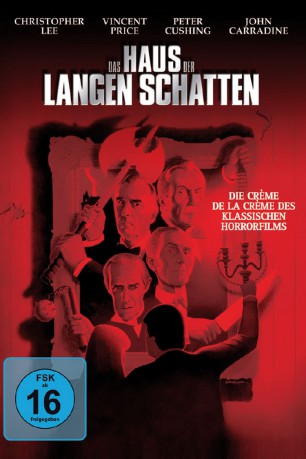 CHRISTOPHER LEE
VINCENT PRICE
PETER CUSHING
JOHN CARRADINE
DAS HAUS DER
LANGEN SCHATTEN
DIE CRÈME
DE LA CRÈME DES
KLASSISCHEN
HORRORFILMS
FSK
ab
16
freigegeben